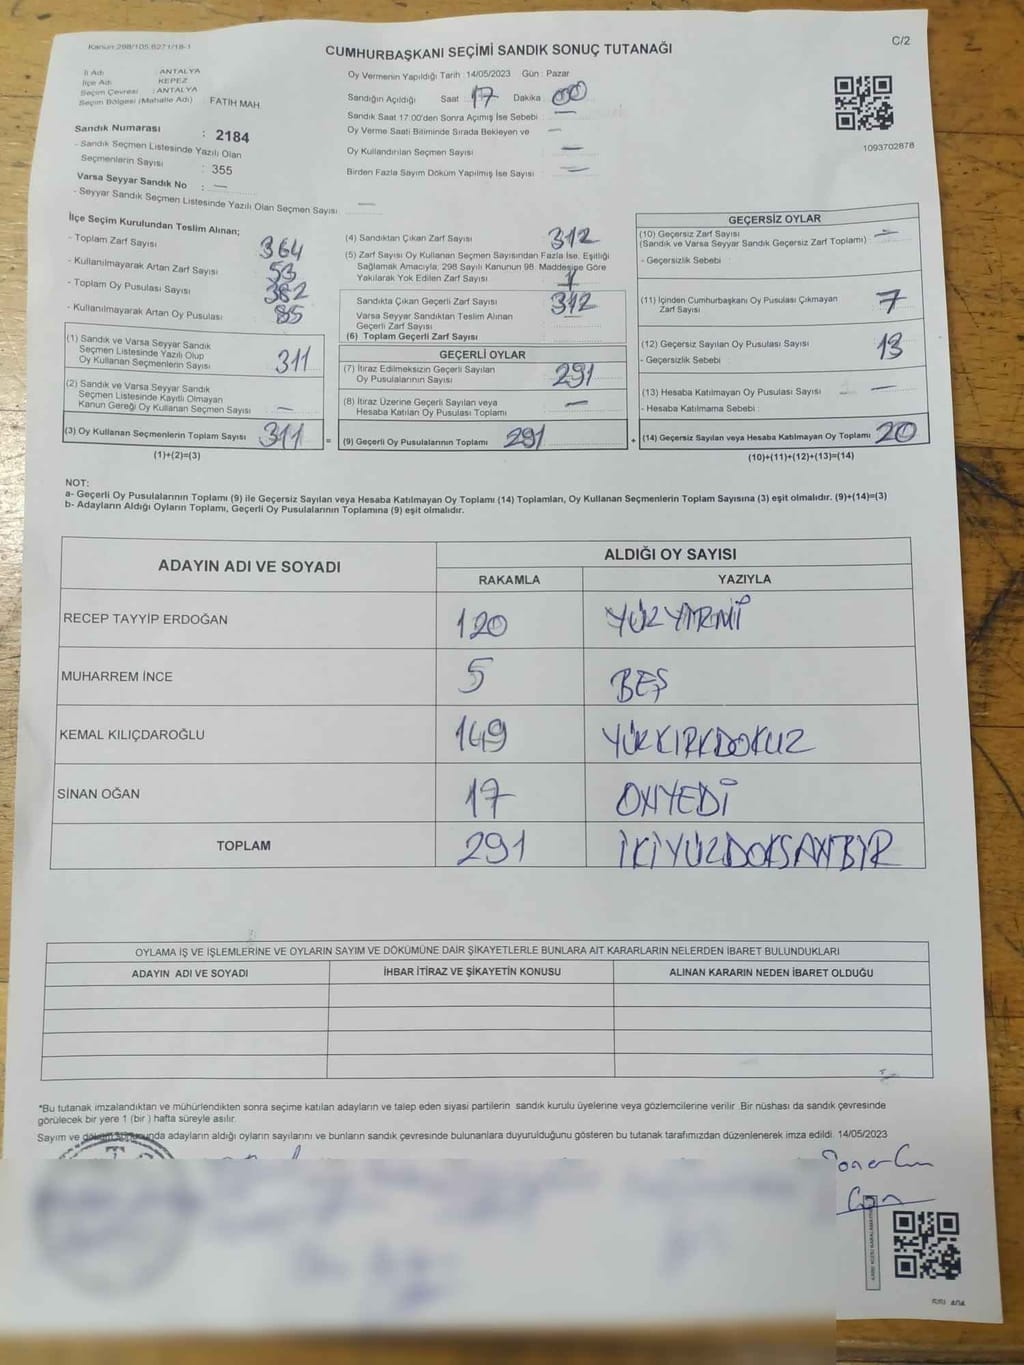 Kanun:298/105,6271/18-1
C/2
CUMHURBAŞKANI SEÇİMİ SANDIK SONUÇ TUTANAĞI
İl Adı : ANTALYA
İlçe Adı : KEPEZ
Seçim Çevresi : ANTALYA
Seçim Bölgesi (Mahalle Adı) FATİH MAH.
Sandık Numarası : 2184
- Sandık Seçmen Listesinde Yazılı Olan
Seçmenlerin Sayısı : 355
Varsa Seyyar Sandık No : —
- Seyyar Sandık Seçmen Listesinde Yazılı Olan Seçmen Sayısı —
Oy Vermenin Yapıldığı Tarih :14/05/2023 Gün : Pazar
Sandığın Açıldığı Saat 17 Dakika 00
Sandık Saat 17:00'den Sonra Açımış İse Sebebi —
Oy Verme Saati Bitiminde Sırada Bekleyen ve —
Oy Kullandırılan Seçmen Sayısı —
Birden Fazla Sayım Döküm Yapılmış İse Sayısı —
1093702878
İlçe Seçim Kurulundan Teslim Alınan;
- Toplam Zarf Sayısı 364
- Kullanılmayarak Artan Zarf Sayısı 53
- Toplam Oy Pusulası Sayısı 382
- Kullanılmayarak Artan Oy Pusulası 85
(1) Sandık ve Varsa Seyyar Sandık
Seçmen Listesinde Yazılı Olup
Oy Kullanan Seçmenlerin Sayısı 311
(2) Sandık ve Varsa Seyyar Sandık
Seçmen Listesinde Kayıtlı Olmayan
Kanun Gereği Oy Kullanan Seçmen Sayısı —
(3) Oy Kullanan Seçmenlerin Toplam Sayısı 311 =
(1)+(2)=(3)
(4) Sandıktan Çıkan Zarf Sayısı 312
(5) Zarf Sayısı Oy Kullanan Seçmen Sayısından Fazla İse, Eşitliği
Sağlamak Amacıyla, 298 Sayılı Kanunun 98. Maddesine Göre
Yakılarak Yok Edilen Zarf Sayısı 1
Sandıkta Çıkan Geçerli Zarf Sayısı 312
Varsa Seyyar Sandıktan Teslim Alınan
Geçerli Zarf Sayısı
(6) Toplam Geçerli Zarf Sayısı
GEÇERLİ OYLAR
(7) İtiraz Edilmeksizin Geçerli Sayılan
Oy Pusulalarının Sayısı 291
(8) İtiraz Üzerine Geçerli Sayılan veya
Hesaba Katılan Oy Pusulası Toplamı —
(9) Geçerli Oy Pusulalarının Toplamı 291 +
GEÇERSİZ OYLAR
(10) Geçersiz Zarf Sayısı —
(Sandık ve Varsa Seyyar Sandık Geçersiz Zarf Toplamı) :
- Geçersizlik Sebebi :
(11) İçinden Cumhurbaşkanı Oy Pusulası Çıkmayan
Zarf Sayısı 7
(12) Geçersiz Sayılan Oy Pusulası Sayısı 13
- Geçersizlik Sebebi :
(13) Hesaba Katılmayan Oy Pusulası Sayısı —
- Hesaba Katılmama Sebebi :
(14) Geçersiz Sayılan veya Hesaba Katılmayan Oy Toplamı 20
(10)+(11)+(12)+(13)=(14)
NOT:
a- Geçerli Oy Pusulalarının Toplamı (9) ile Geçersiz Sayılan veya Hesaba Katılmayan Oy Toplamı (14) Toplamları, Oy Kullanan Seçmenlerin Toplam Sayısına (3) eşit olmalıdır. (9)+(14)=(3)
b- Adayların Aldığı Oyların Toplamı, Geçerli Oy Pusulalarının Toplamına (9) eşit olmalıdır.
ADAYIN ADI VE SOYADI
ALDIĞI OY SAYISI
RAKAMLA YAZIYLA
RECEP TAYYİP ERDOĞAN 120 YÜZYİRMİ
MUHARREM İNCE 5 BEŞ
KEMAL KILIÇDAROĞLU 149 YÜZKIRKDOKUZ
SİNAN OĞAN 17 ONYEDİ
TOPLAM 291 İKİYÜZDOKSANBİR
OYLAMA İŞ VE İŞLEMLERİNE VE OYLARIN SAYIM VE DÖKÜMÜNE DAİR ŞİKAYETLERLE BUNLARA AİT KARARLARIN NELERDEN İBARET BULUNDUKLARI
ADAYIN ADI VE SOYADI İHBAR İTİRAZ VE ŞİKAYETİN KONUSU ALINAN KARARIN NEDEN İBARET OLDUĞU
*Bu tutanak imzalandıktan ve mühürlendikten sonra seçime katılan adayların ve talep eden siyasi partilerin sandık kurulu üyelerine veya gözlemcilerine verilir. Bir nüshası da sandık çevresinde
görülecek bir yere 1 (bir ) hafta süreyle asılır.
Sayım ve döküm sonucunda adayların aldığı oyların sayılarını ve bunların sandık çevresinde bulunanlara duyurulduğunu gösteren bu tutanak tarafımızdan düzenlenerek imza edildi. 14/05/2023